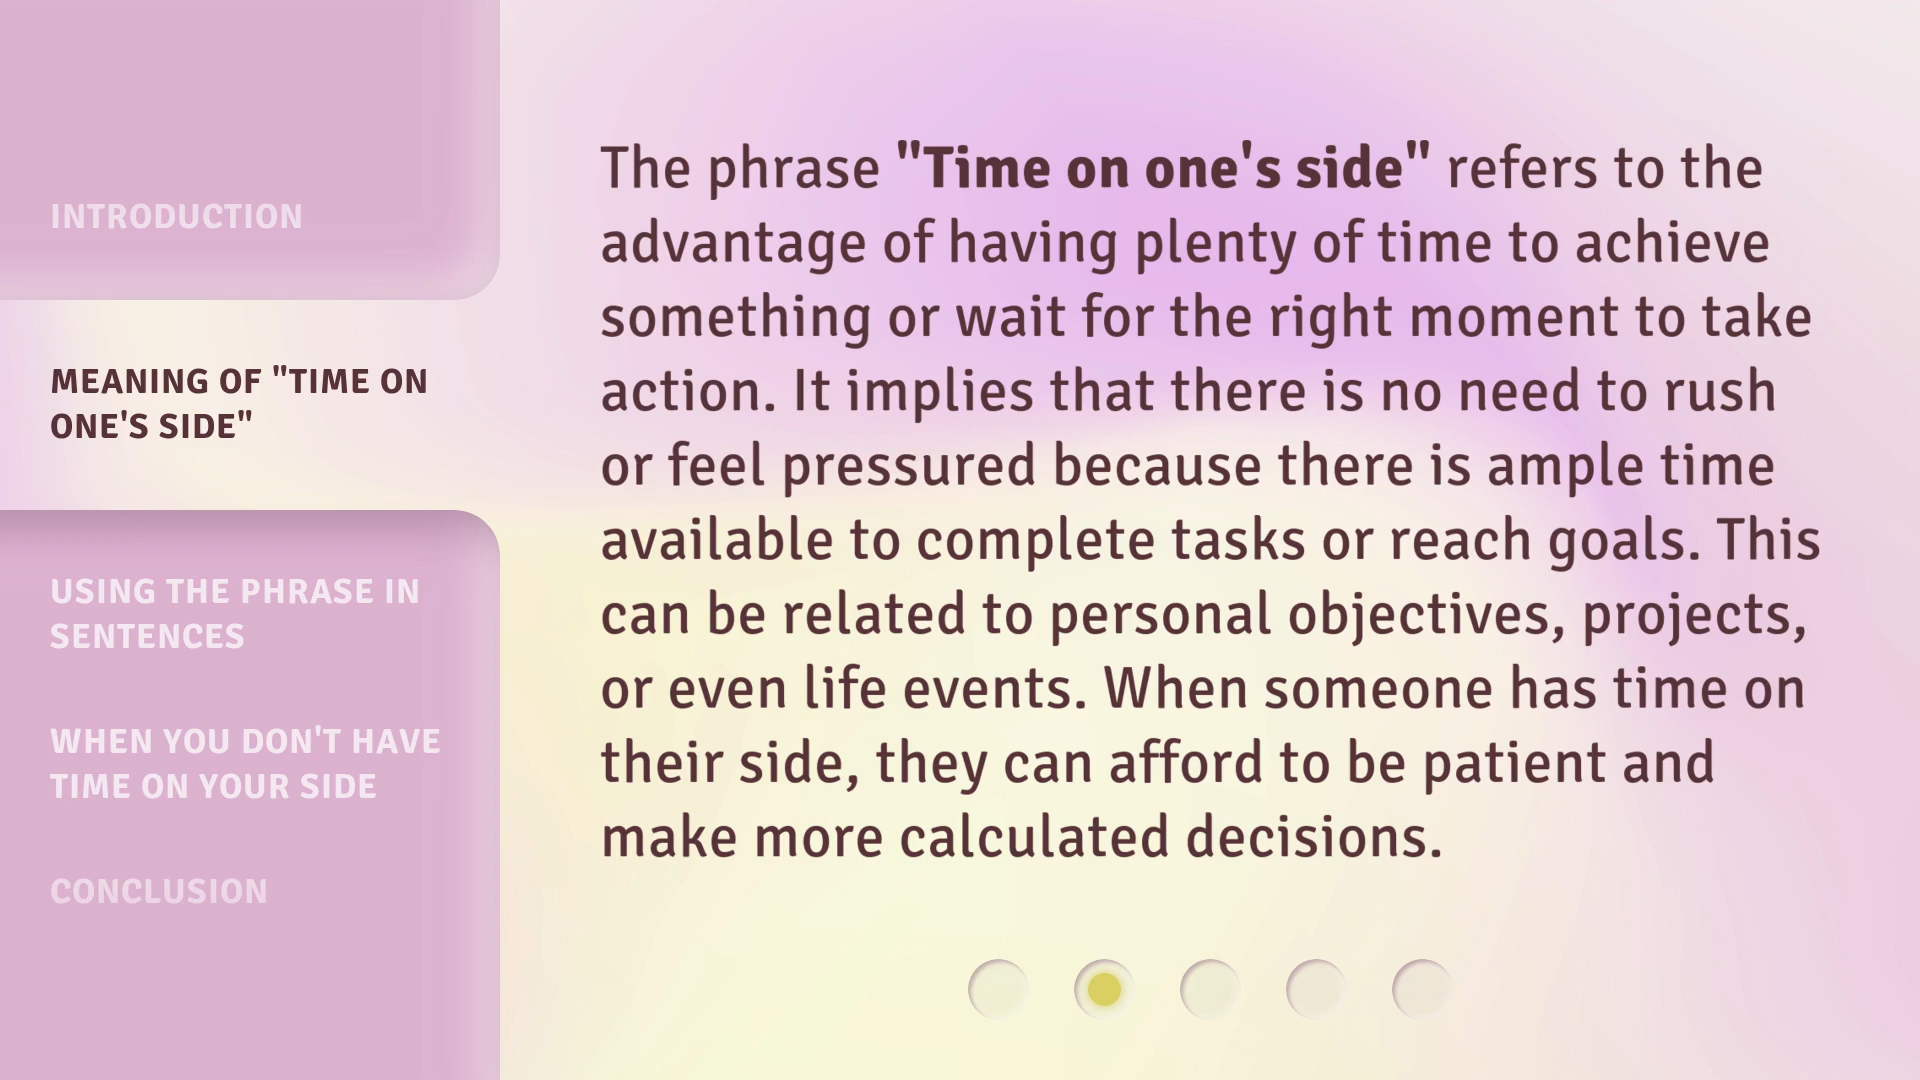 INTRODUCTION
MEANING OF "TIME ON
ONE'S SIDE"
USING THE PHRASE IN
SENTENCES
WHEN YOU DON'T HAVE
TIME ON YOUR SIDE
CONCLUSION
The phrase "Time on one's side" refers to the
advantage of having plenty of time to achieve
something or wait for the right moment to take
action. It implies that there is no need to rush
or feel pressured because there is ample time
available to complete tasks or reach goals. This
can be related to personal objectives, projects,
or even life events. When someone has time on
their side, they can afford to be patient and
make more calculated decisions.